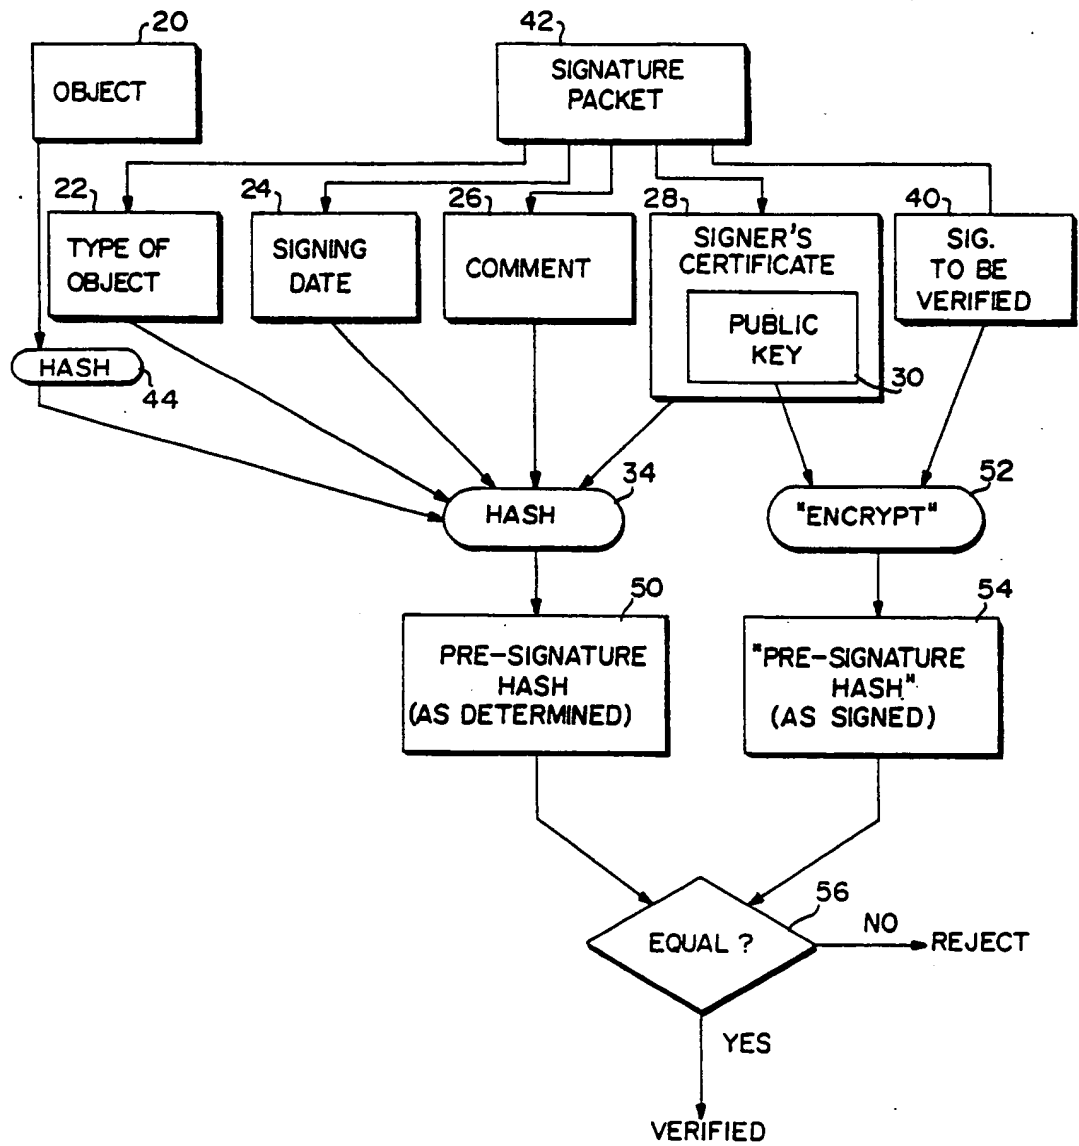 20
42
OBJECT
SIGNATURE
PACKET
22
24
26
28
40
TYPE OF
OBJECT
SIGNING
DATE
COMMENT
SIGNER'S
CERTIFICATE
PUBLIC
KEY
30
SIG.
TO BE
VERIFIED
HASH
44
HASH
34
"ENCRYPT"
52
50
54
PRE-SIGNATURE
HASH
(AS DETERMINED)
"PRE-SIGNATURE
HASH"
(AS SIGNED)
56
EQUAL ?
NO
REJECT
YES
VERIFIED